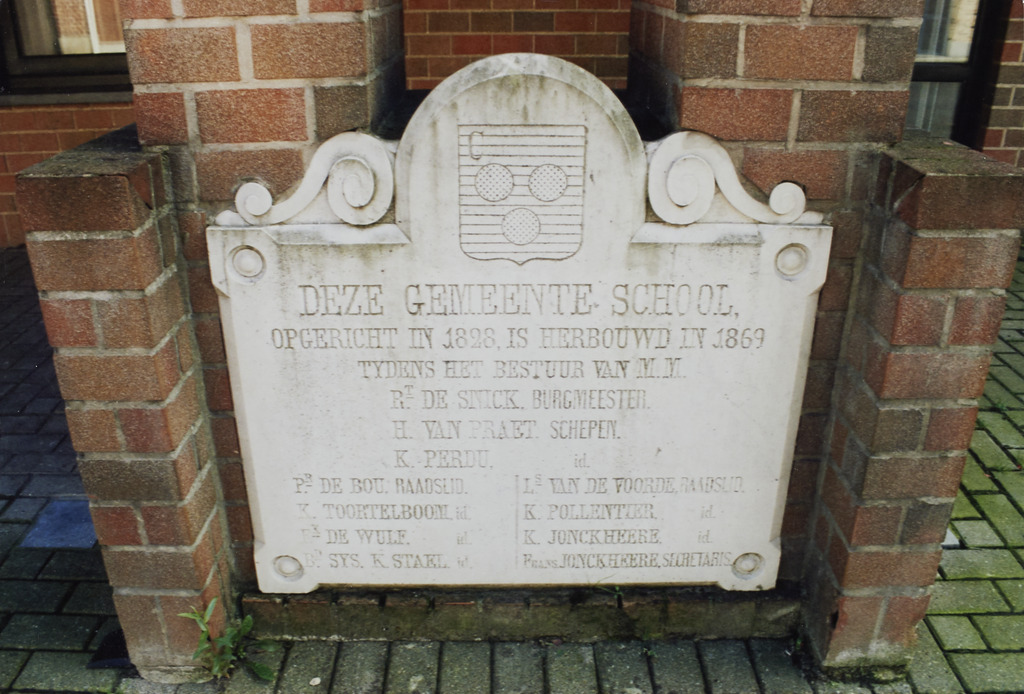 C
DEZE GEMEENTE SCHOOL,
OPGERICHT IN 1828, IS HERBOUWD IN 1869
TYDENS HET BESTUUR VAN M.M.
RT DE SNICK, BURGMEESTER.
H. VAN PRAET, SCHEPEN.
K. PERDU, id.
PR DE BOU, RAADSLID.
K. TOORTELBOOM, id.
DE WULF, id.
SYS, K. STAEL, id.
LS VAN DE VOORDE, RAADSLID.
K. POLLENTIER, id.
K. JONCKHEERE, id.
FRANS JONCKHEERE, SECRETARIS.